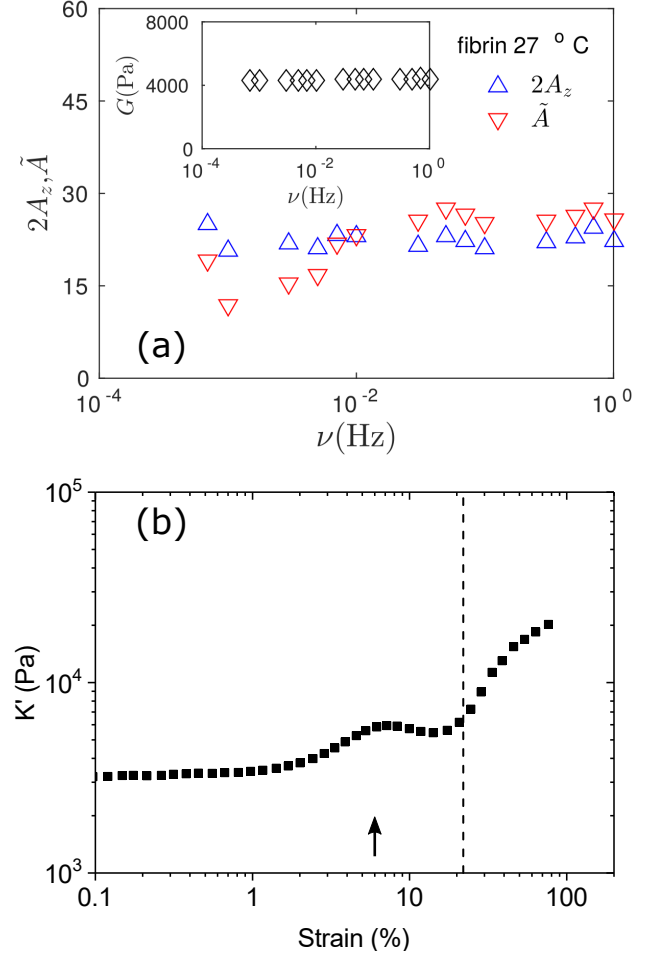 60
45
30
15
0
2A_z, Ã
8000
4000
0
G(Pa)
10^-4
10^-2
10^0
ν(Hz)
fibrin 27 °C
2A_z
Ã
(a)
10^-4
10^-2
10^0
ν(Hz)
(b)
10^5
10^4
10^3
K' (Pa)
0.1
1
10
100
Strain (%)